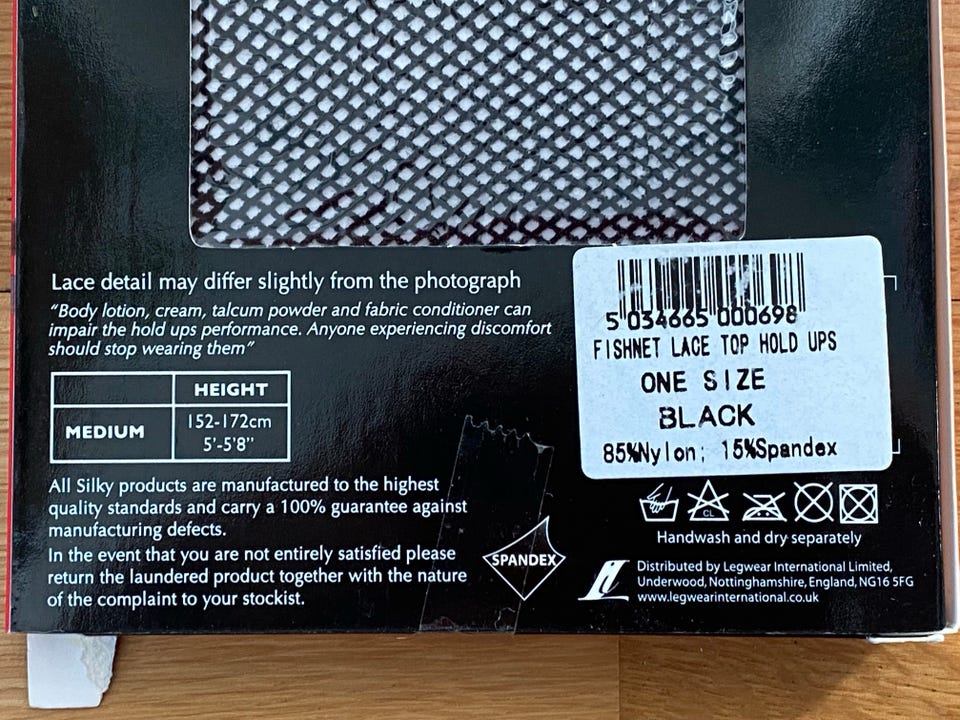 Lace detail may differ slightly from the photograph
“Body lotion, cream, talcum powder and fabric conditioner can
impair the hold ups performance. Anyone experiencing discomfort
should stop wearing them”
HEIGHT
MEDIUM
152-172cm
5’-5’8’’
All Silky products are manufactured to the highest
quality standards and carry a 100% guarantee against
manufacturing defects.
In the event that you are not entirely satisfied please
return the laundered product together with the nature
of the complaint to your stockist.
SPANDEX
5 034665 000698
FISHNET LACE TOP HOLD UPS
ONE SIZE
BLACK
85%Nylon; 15%Spandex
CL
Handwash and dry separately
Distributed by Legwear International Limited,
Underwood, Nottinghamshire, England, NG16 5FG
www.legwearinternational.co.uk